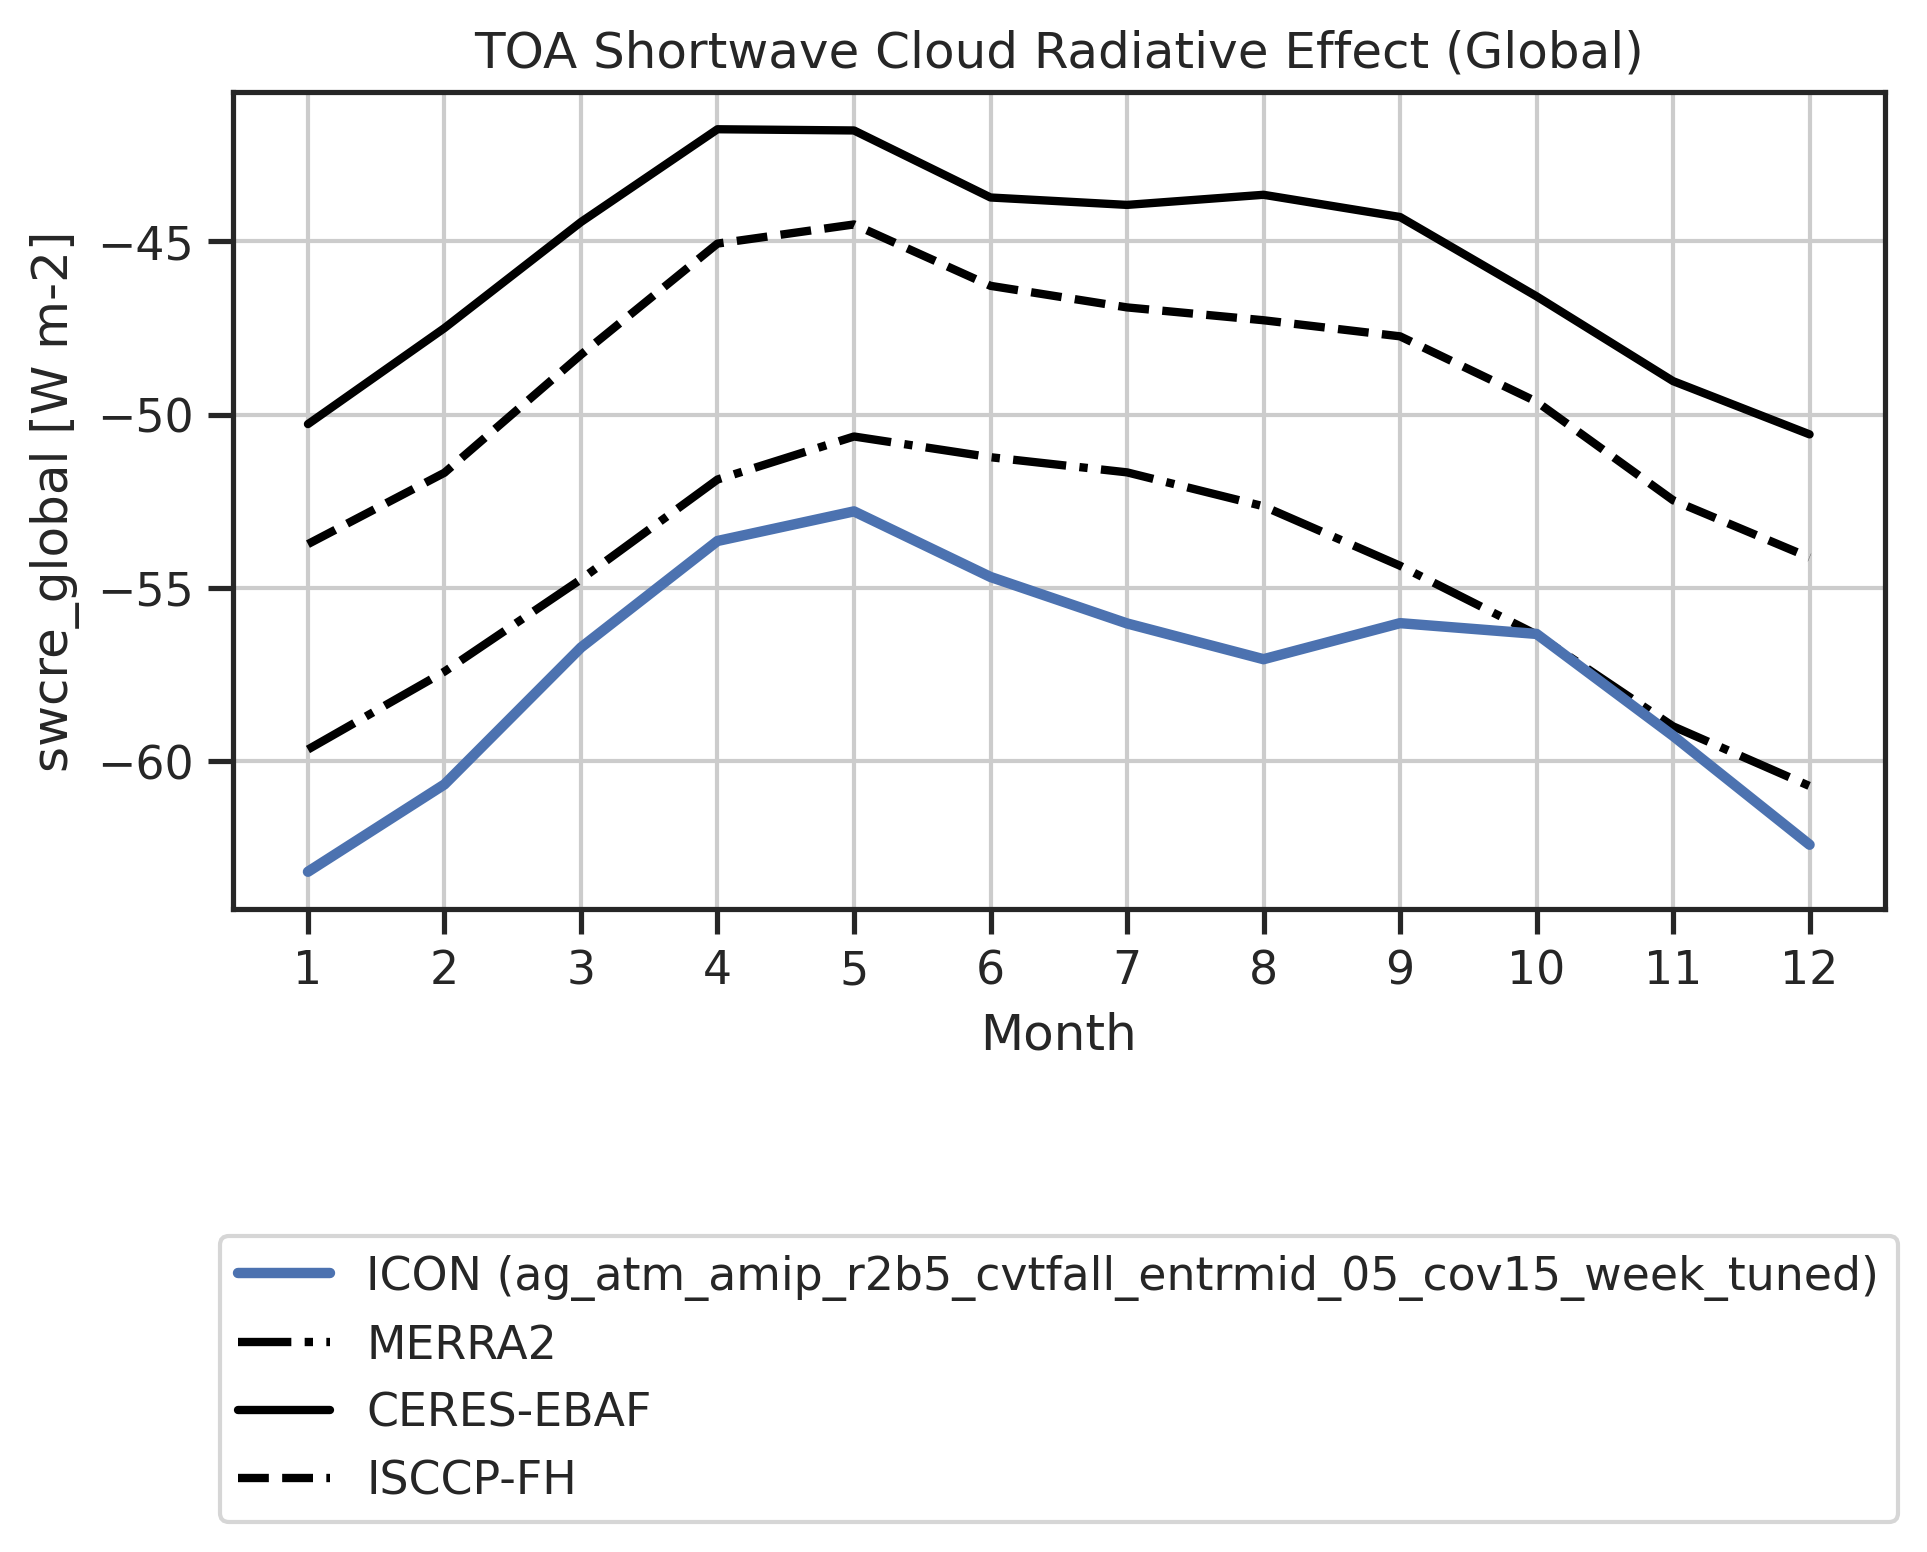 TOA Shortwave Cloud Radiative Effect (Global)
swcre_global [W m-2]
−45
−50
−55
−60
1 2 3 4 5 6 7 8 9 10 11 12
Month
ICON (ag_atm_amip_r2b5_cvtfall_entrmid_05_cov15_week_tuned)
MERRA2
CERES-EBAF
ISCCP-FH